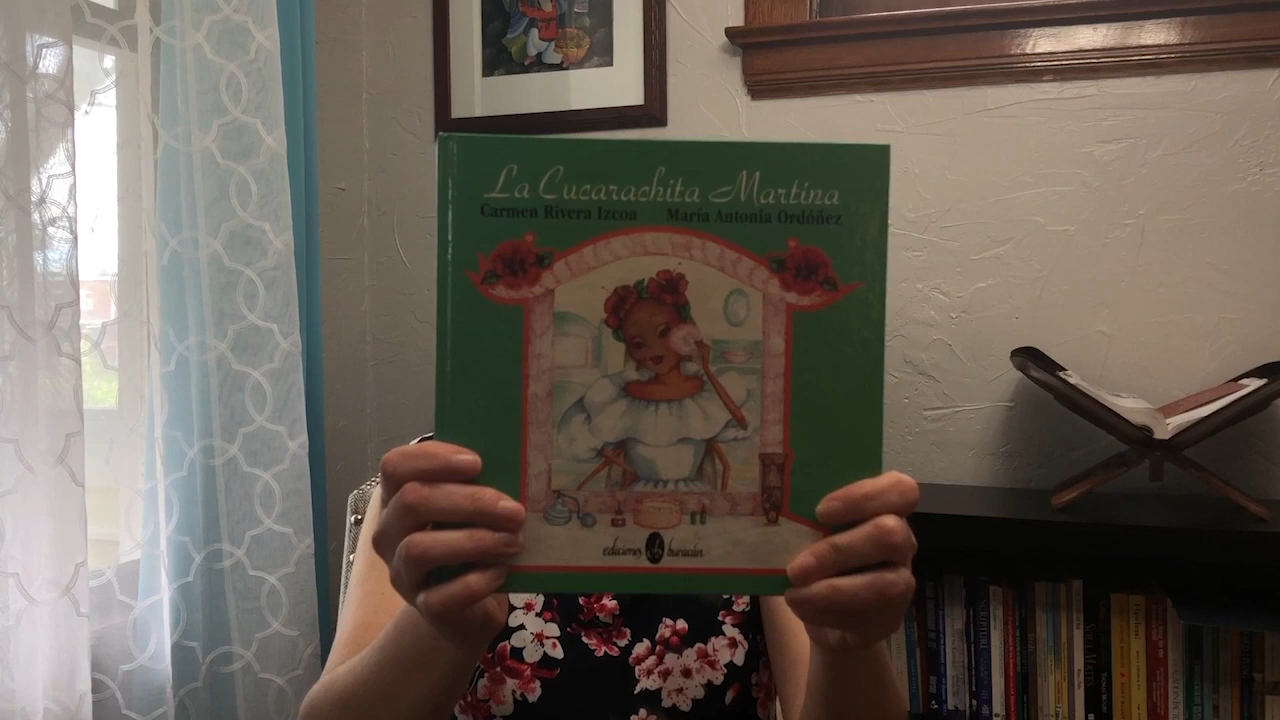 La Cucarachita Martina
Carmen Rivera Izcoa María Antonia Ordóñez
ediciones huracán